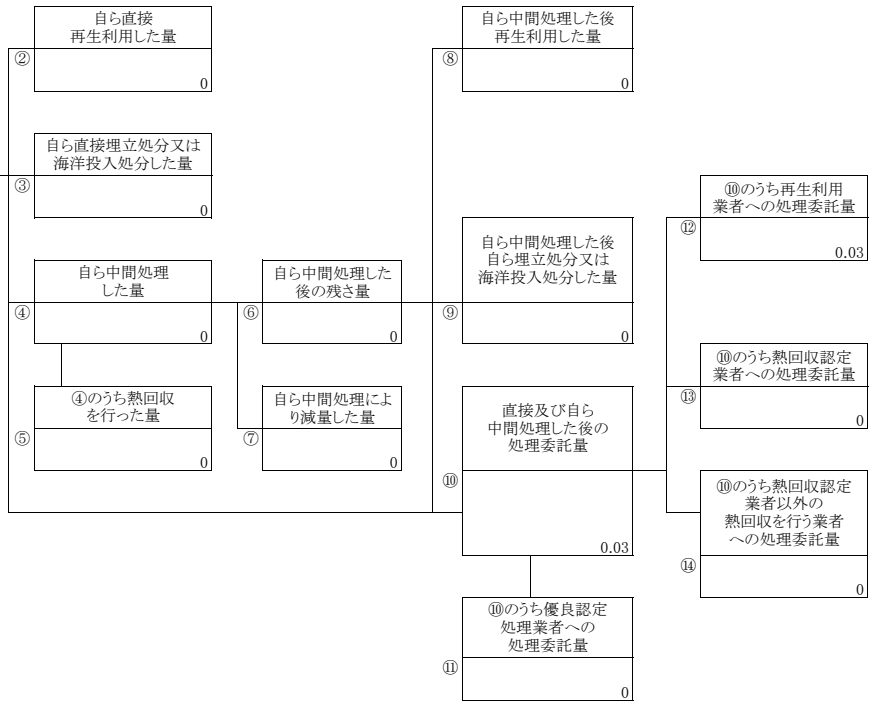 自ら直接
再生利用した量
②
0
自ら直接埋立処分又は
海洋投入処分した量
③
0
自ら中間処理
した量
④
0
④のうち熱回収
を行った量
⑤
0
自ら中間処理した
後の残さ量
⑥
0
自ら中間処理によ
り減量した量
⑦
0
自ら中間処理した後
再生利用した量
⑧
0
自ら中間処理した後
自ら埋立処分又は
海洋投入処分した量
⑨
0
直接及び自ら
中間処理した後の
処理委託量
⑩
0.03
⑩のうち優良認定
処理業者への
処理委託量
⑪
0
⑩のうち再生利用
業者への処理委託量
⑫
0.03
⑩のうち熱回収認定
業者への処理委託量
⑬
0
⑩のうち熱回収認定
業者以外の
熱回収を行う業者
への処理委託量
⑭
0